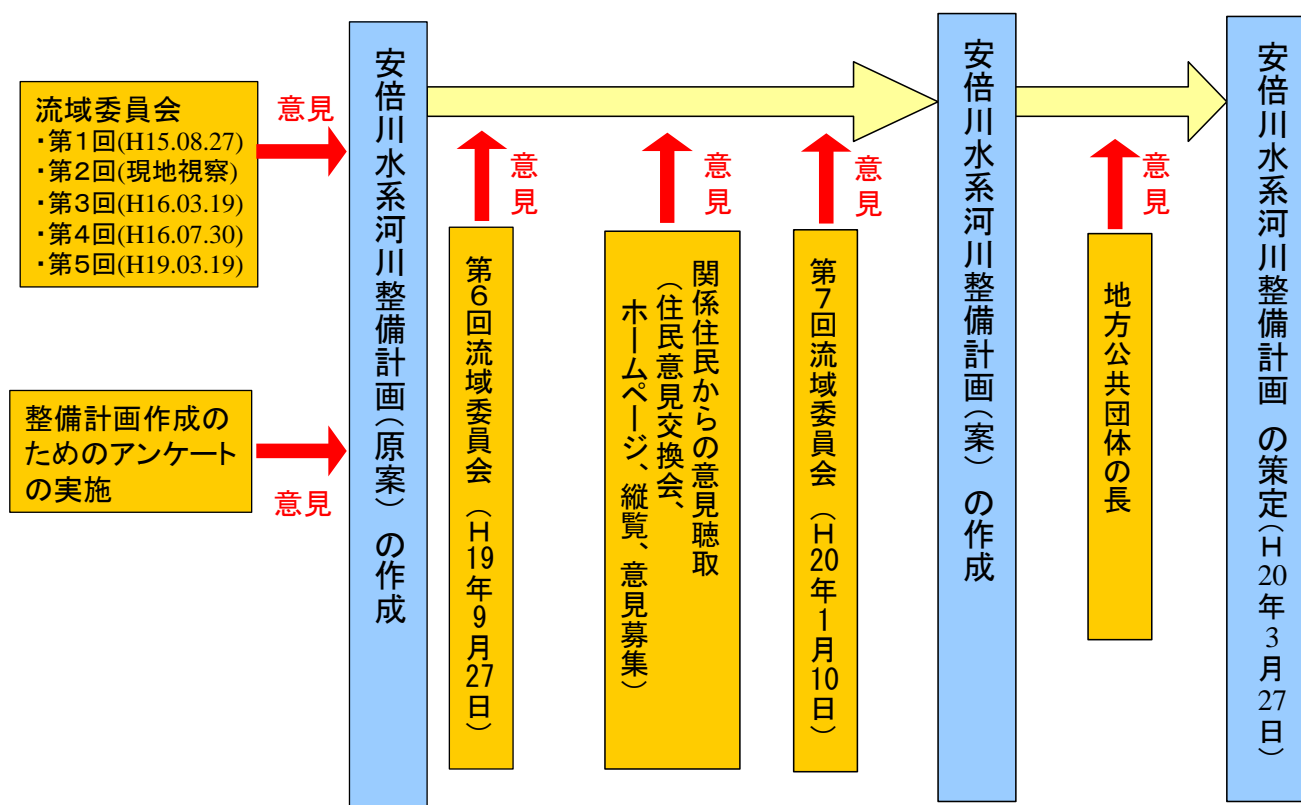 流域委員会
・第1回(H15.08.27)
・第2回(現地視察)
・第3回(H16.03.19)
・第4回(H16.07.30)
・第5回(H19.03.19)
意見
整備計画作成の
ためのアンケート
の実施
意見
安倍川水系河川整備計画(原案) の作成
意見
第6回流域委員会 (H19年9月27日)
意見
関係住民からの意見聴取
(住民意見交換会、
ホームページ、縦覧、意見募集)
意見
第7回流域委員会 (H20年1月10日)
安倍川水系河川整備計画(案) の作成
意見
地方公共団体の長
安倍川水系河川整備計画 の策定(H20年3月27日)